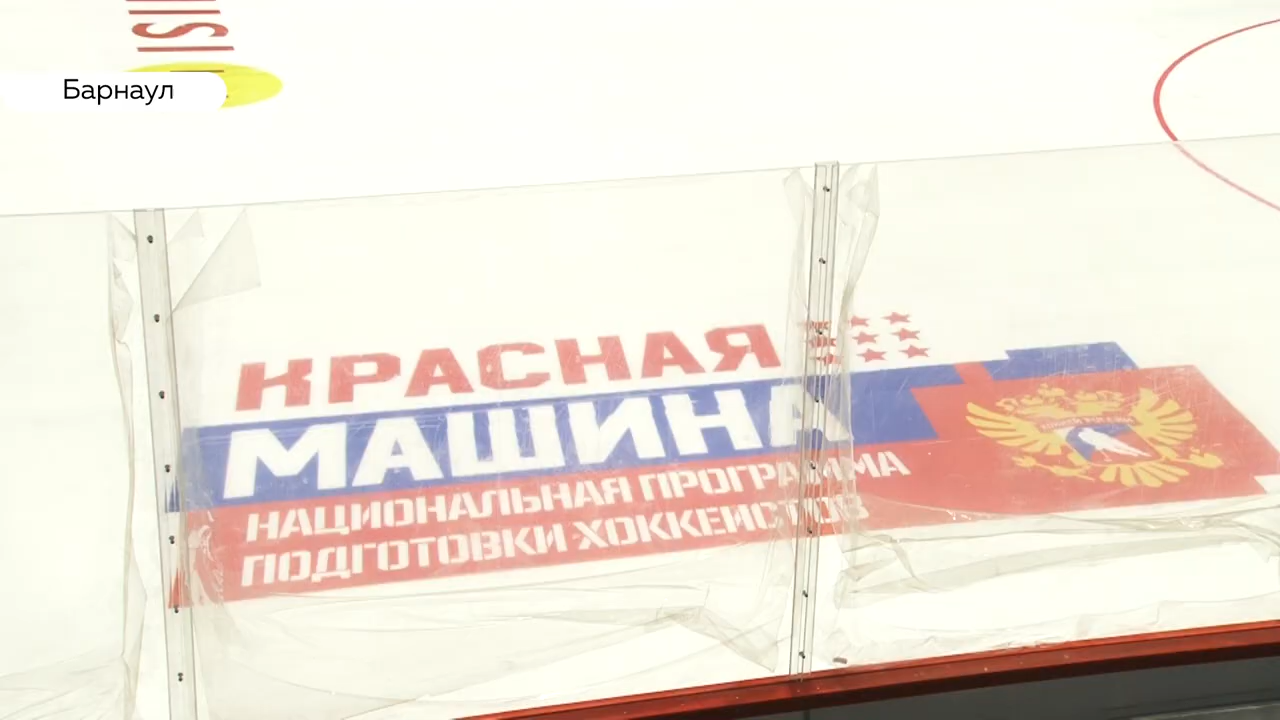 Барнаул
КРАСНАЯ
МАШИНА
НАЦИОНАЛЬНАЯ ПРОГРАММА
ПОДГОТОВКИ ХОККЕИСТОВ